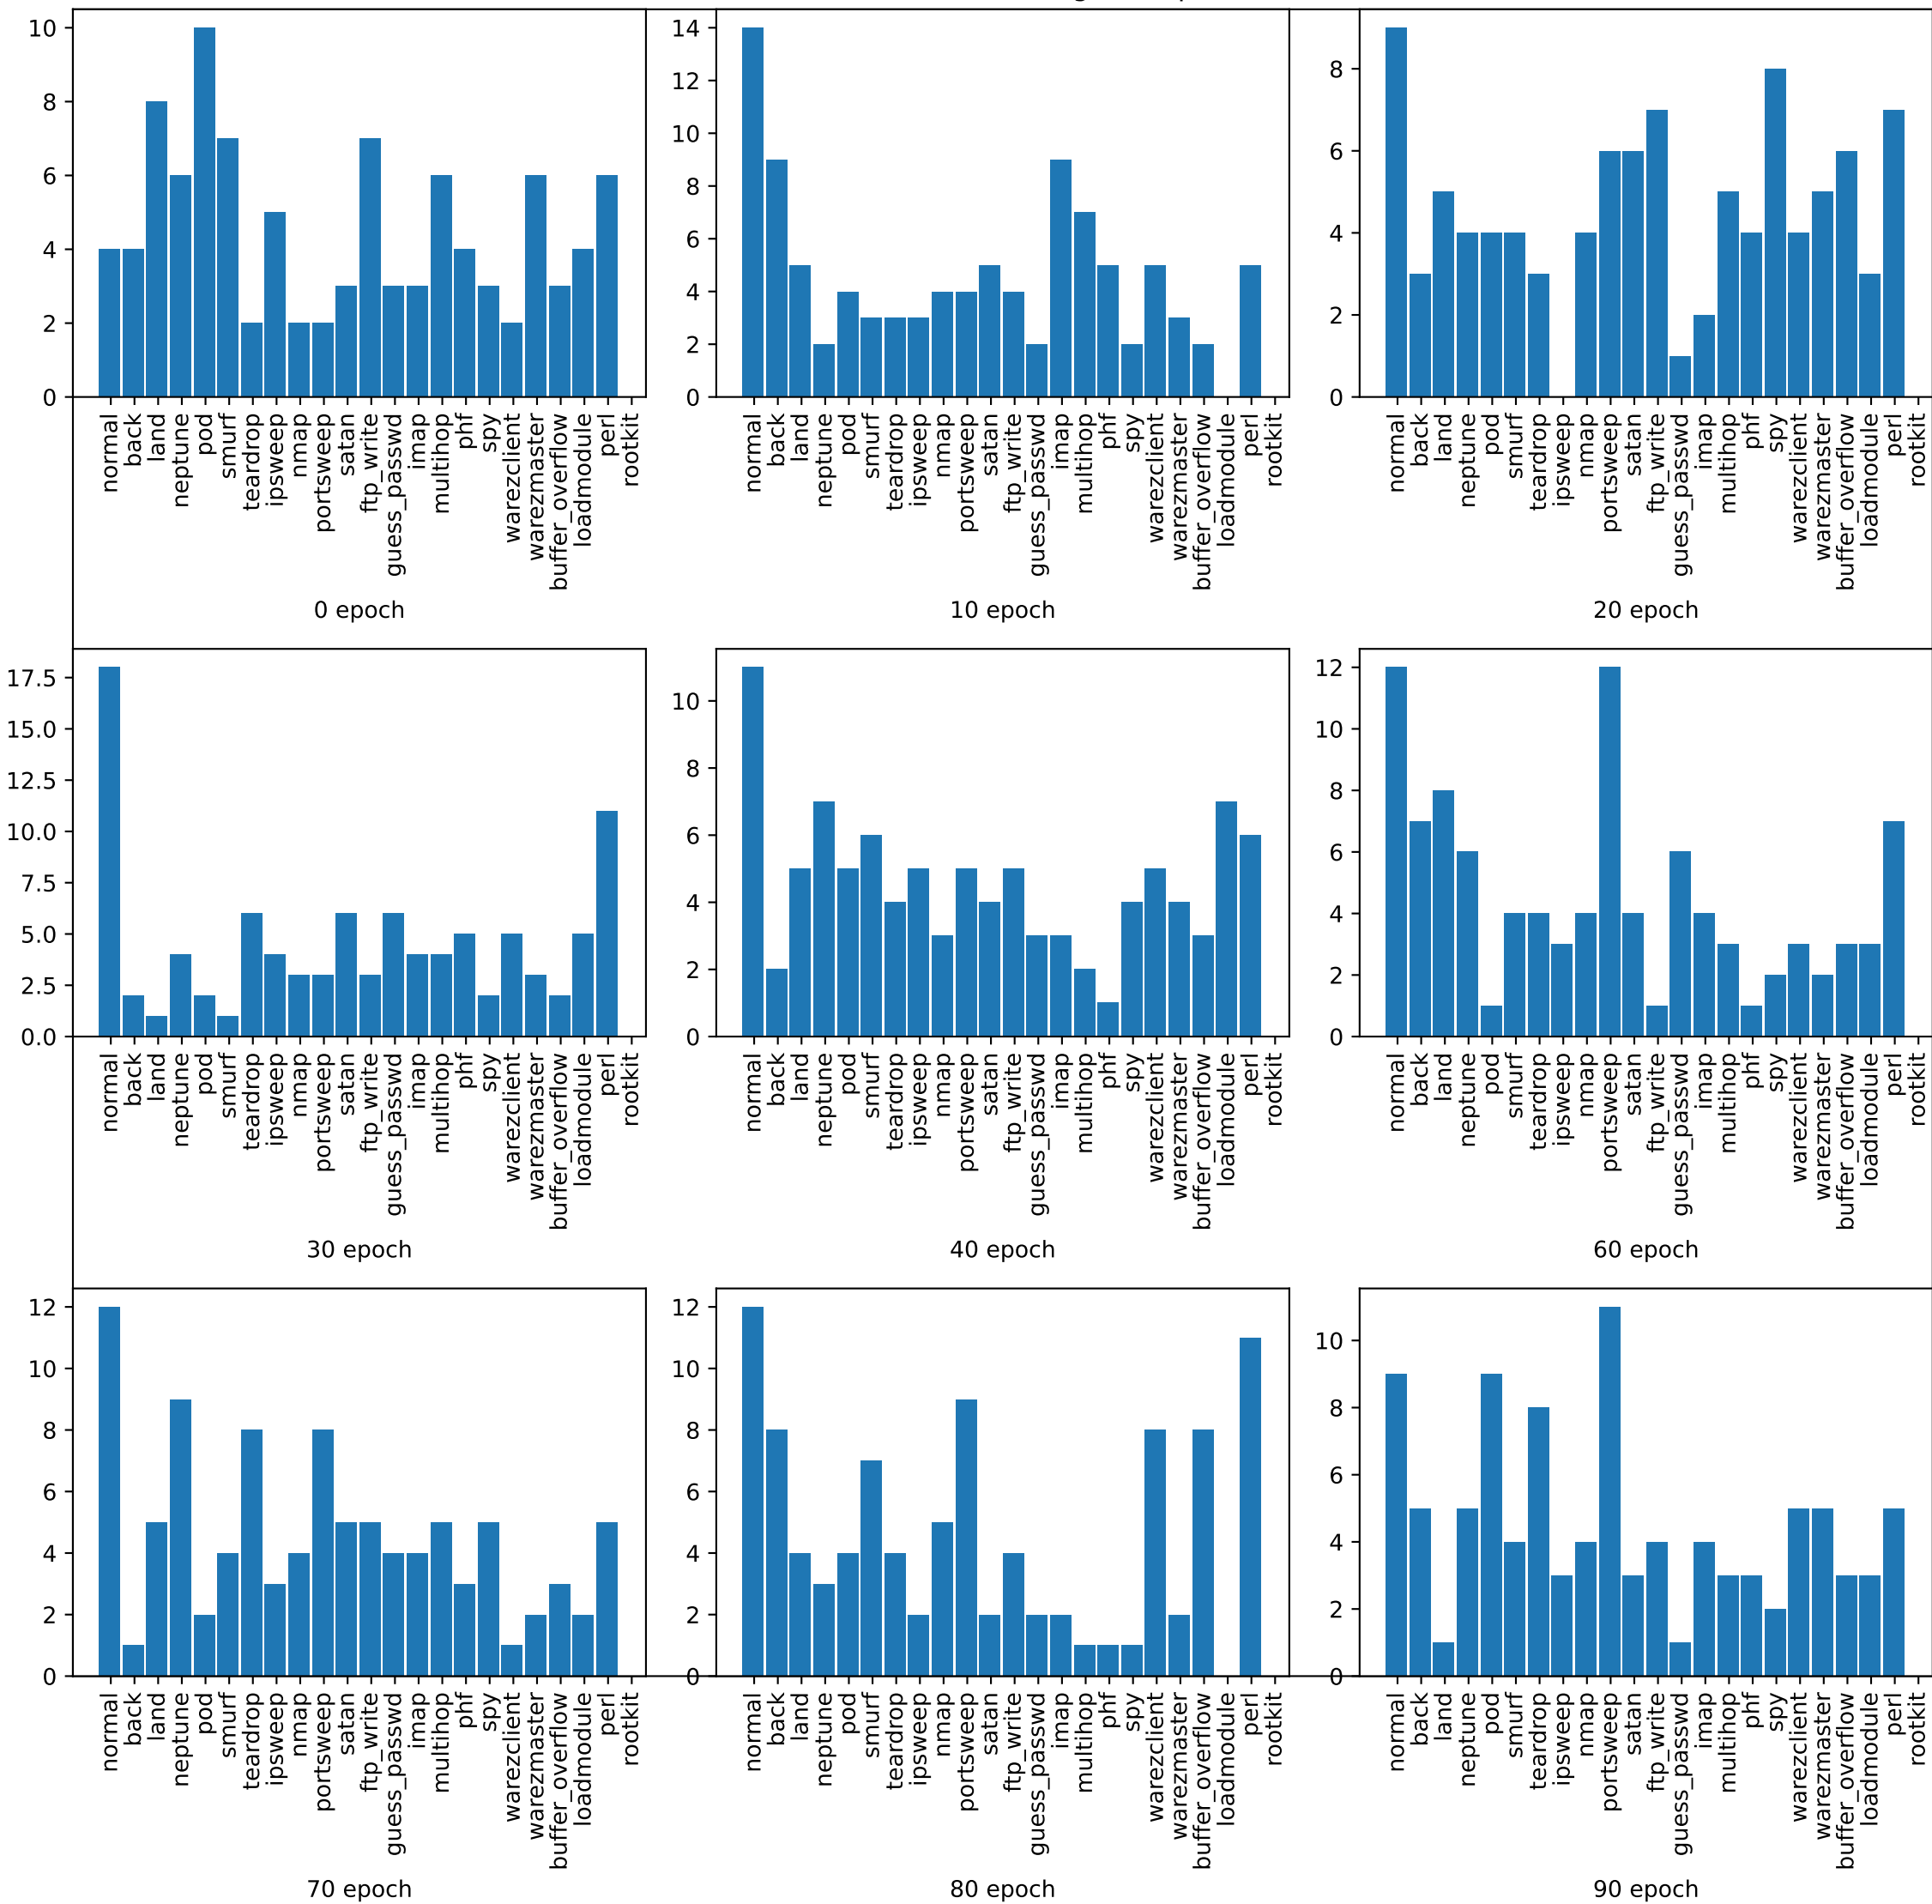 10
8
6
4
2
0
normal
back
land
neptune
pod
smurf
teardrop
ipsweep
nmap
portsweep
satan
ftp_write
guess_passwd
imap
multihop
phf
spy
warezclient
warezmaster
buffer_overflow
loadmodule
perl
rootkit
0 epoch
14
12
10
8
6
4
2
0
normal
back
land
neptune
pod
smurf
teardrop
ipsweep
nmap
portsweep
satan
ftp_write
guess_passwd
imap
multihop
phf
spy
warezclient
warezmaster
buffer_overflow
loadmodule
perl
rootkit
10 epoch
8
6
4
2
0
normal
back
land
neptune
pod
smurf
teardrop
ipsweep
nmap
portsweep
satan
ftp_write
guess_passwd
imap
multihop
phf
spy
warezclient
warezmaster
buffer_overflow
loadmodule
perl
rootkit
20 epoch
17.5
15.0
12.5
10.0
7.5
5.0
2.5
0.0
normal
back
land
neptune
pod
smurf
teardrop
ipsweep
nmap
portsweep
satan
ftp_write
guess_passwd
imap
multihop
phf
spy
warezclient
warezmaster
buffer_overflow
loadmodule
perl
rootkit
30 epoch
10
8
6
4
2
0
normal
back
land
neptune
pod
smurf
teardrop
ipsweep
nmap
portsweep
satan
ftp_write
guess_passwd
imap
multihop
phf
spy
warezclient
warezmaster
buffer_overflow
loadmodule
perl
rootkit
40 epoch
12
10
8
6
4
2
0
normal
back
land
neptune
pod
smurf
teardrop
ipsweep
nmap
portsweep
satan
ftp_write
guess_passwd
imap
multihop
phf
spy
warezclient
warezmaster
buffer_overflow
loadmodule
perl
rootkit
60 epoch
12
10
8
6
4
2
0
normal
back
land
neptune
pod
smurf
teardrop
ipsweep
nmap
portsweep
satan
ftp_write
guess_passwd
imap
multihop
phf
spy
warezclient
warezmaster
buffer_overflow
loadmodule
perl
rootkit
70 epoch
12
10
8
6
4
2
0
normal
back
land
neptune
pod
smurf
teardrop
ipsweep
nmap
portsweep
satan
ftp_write
guess_passwd
imap
multihop
phf
spy
warezclient
warezmaster
buffer_overflow
loadmodule
perl
rootkit
80 epoch
10
8
6
4
2
0
normal
back
land
neptune
pod
smurf
teardrop
ipsweep
nmap
portsweep
satan
ftp_write
guess_passwd
imap
multihop
phf
spy
warezclient
warezmaster
buffer_overflow
loadmodule
perl
rootkit
90 epoch